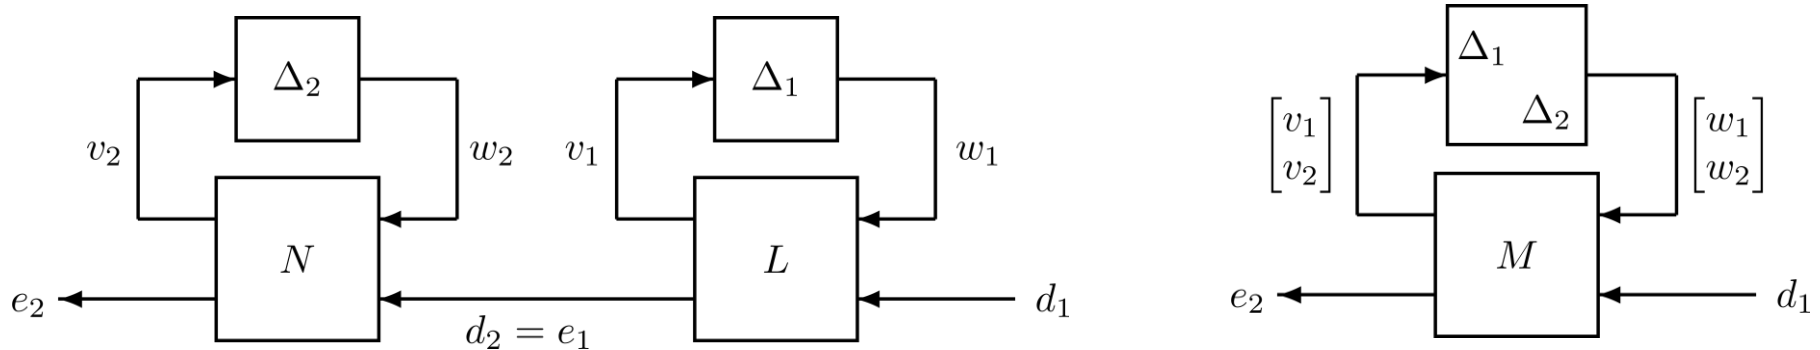 Δ₂
v₂
w₂
N
e₂
d₂ = e₁
Δ₁
v₁
w₁
L
d₁
Δ₁
Δ₂
[v₁
v₂]
[w₁
w₂]
M
e₂
d₁